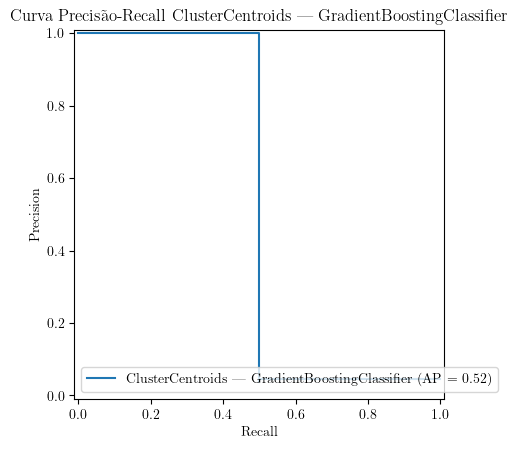 Curva Precisão-Recall ClusterCentroids — GradientBoostingClassifier
1.0
0.8
0.6
0.4
0.2
0.0
Precision
ClusterCentroids — GradientBoostingClassifier (AP = 0.52)
0.0 0.2 0.4 0.6 0.8 1.0
Recall